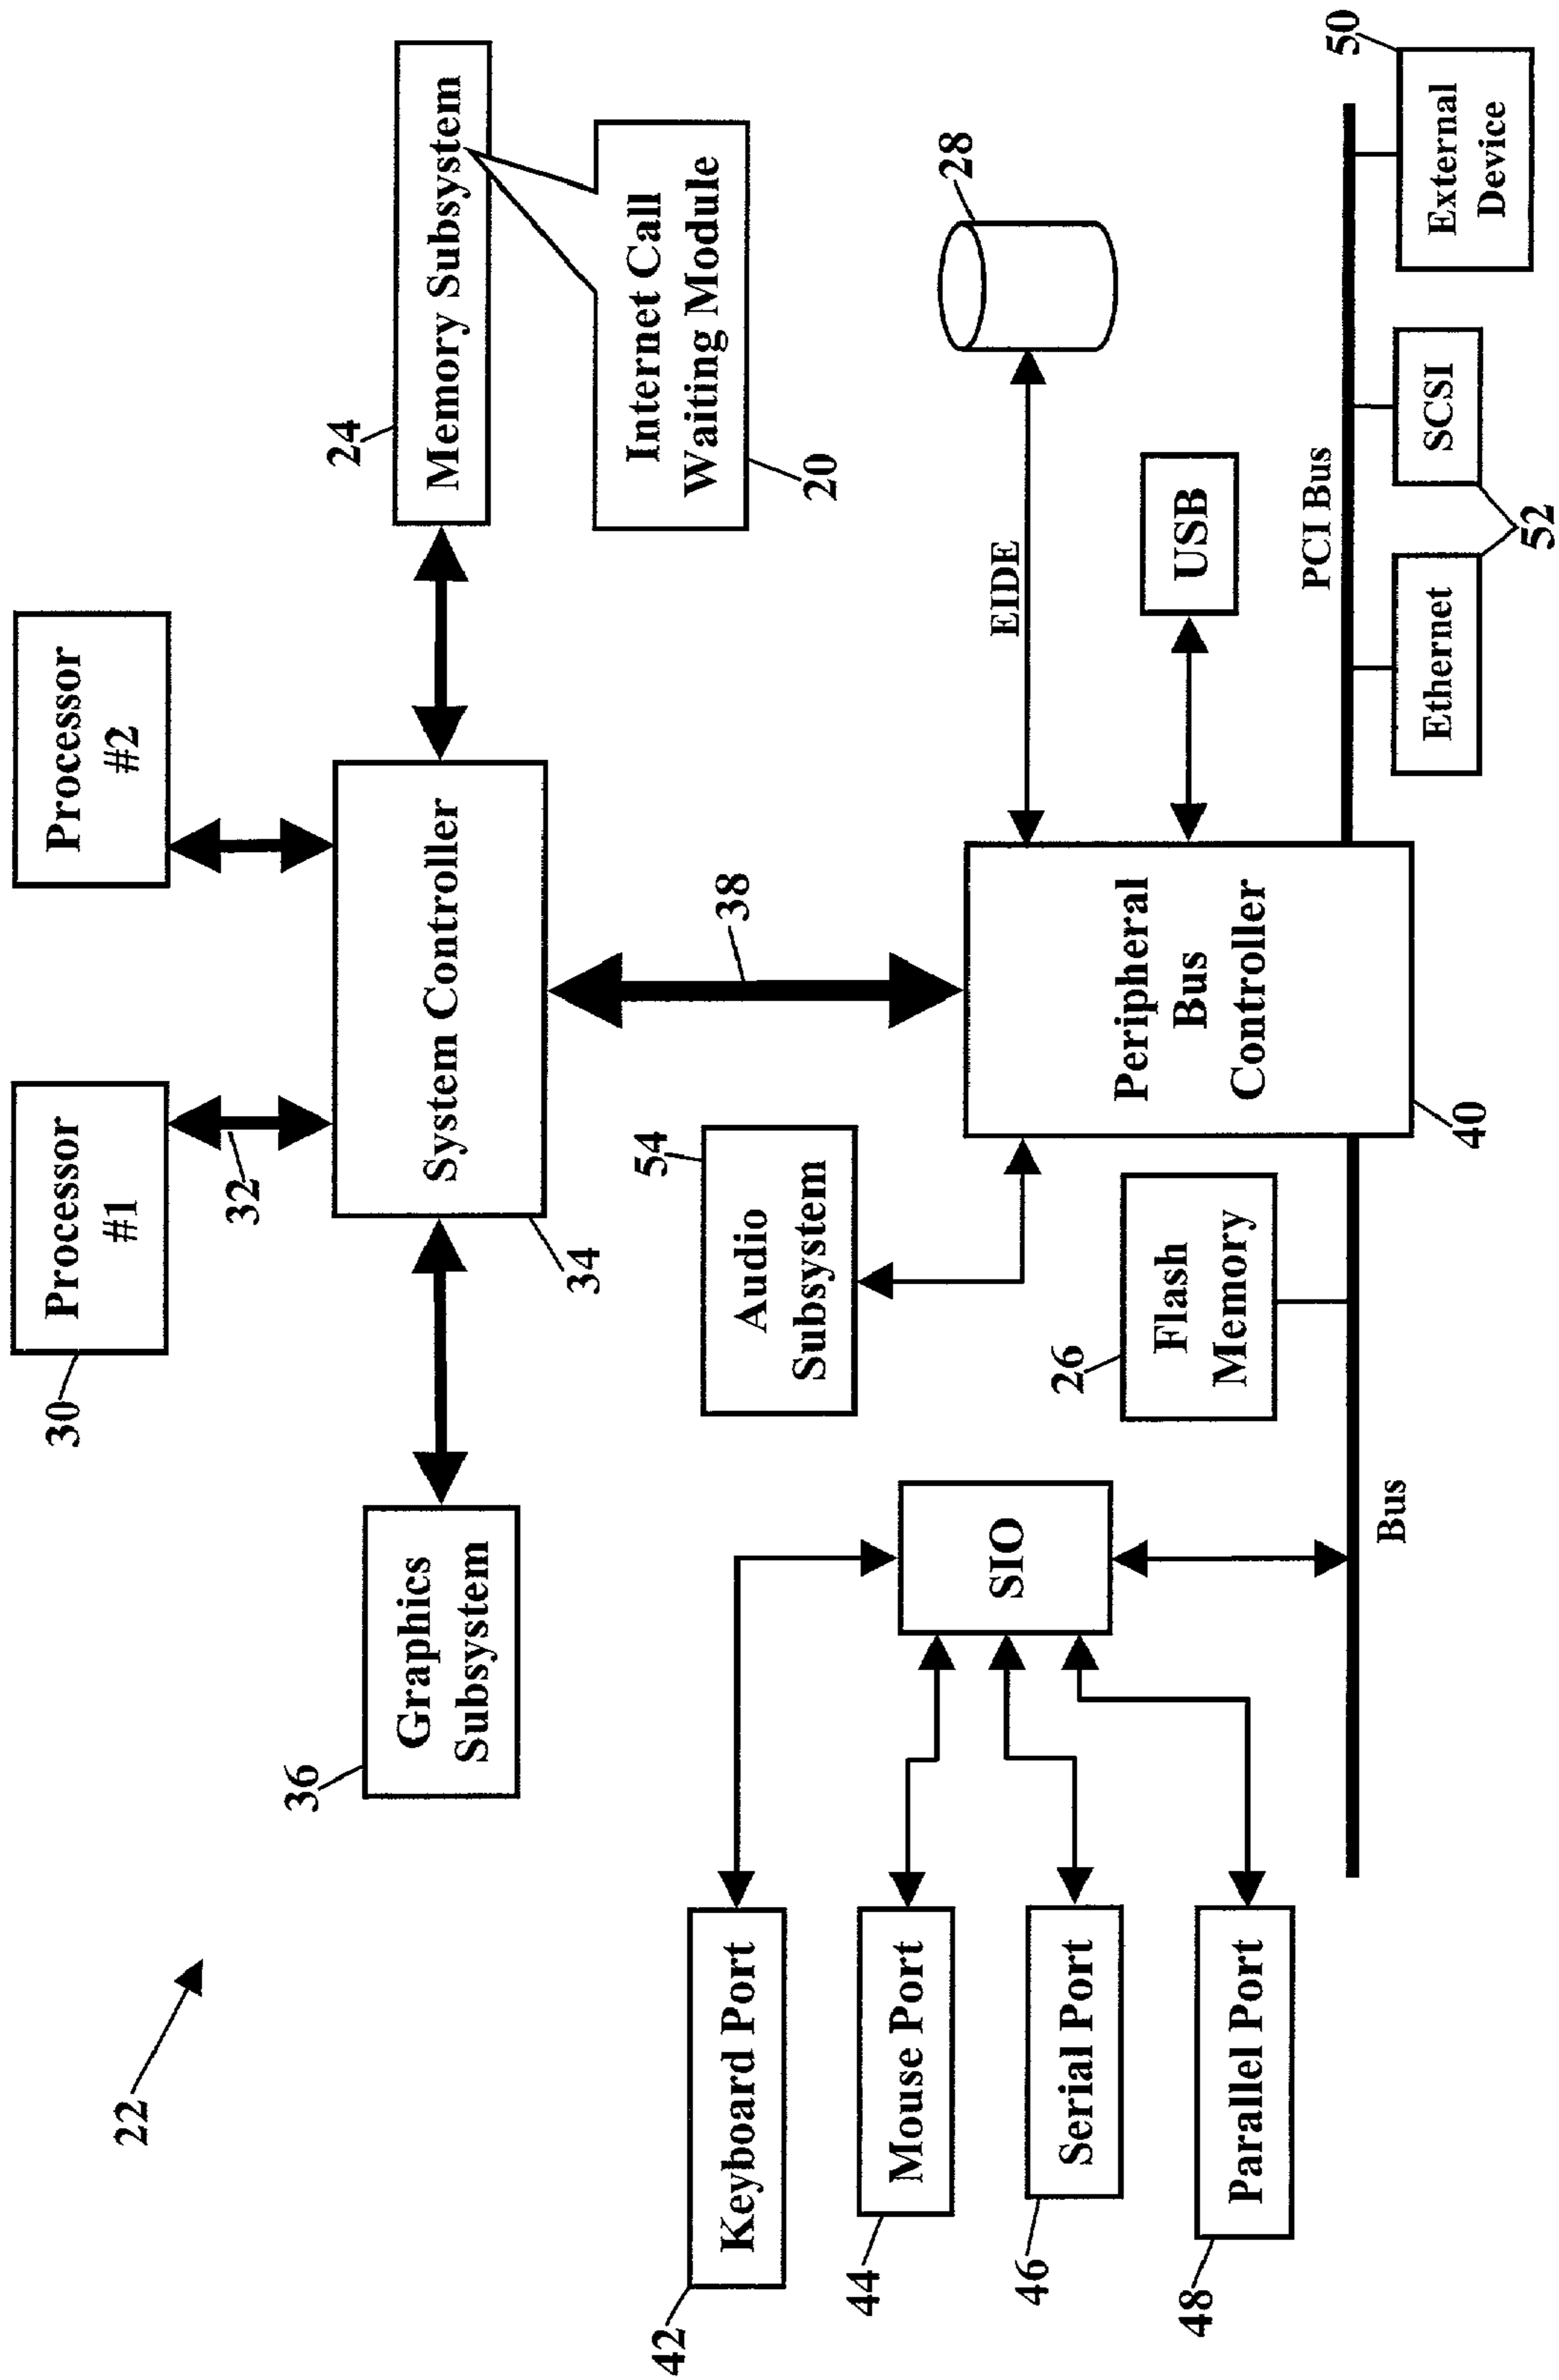 22
30
Processor
#1
32
Processor
#2
36
Graphics
Subsystem
System Controller
34
24
Memory Subsystem
Internet Call
Waiting Module
20
38
42
Keyboard Port
44
Mouse Port
46
Serial Port
48
Parallel Port
SIO
54
Audio
Subsystem
26
Flash
Memory
Bus
Peripheral
Bus
Controller
40
EIDE
28
USB
PCI Bus
Ethernet
SCSI
52
50
External
Device